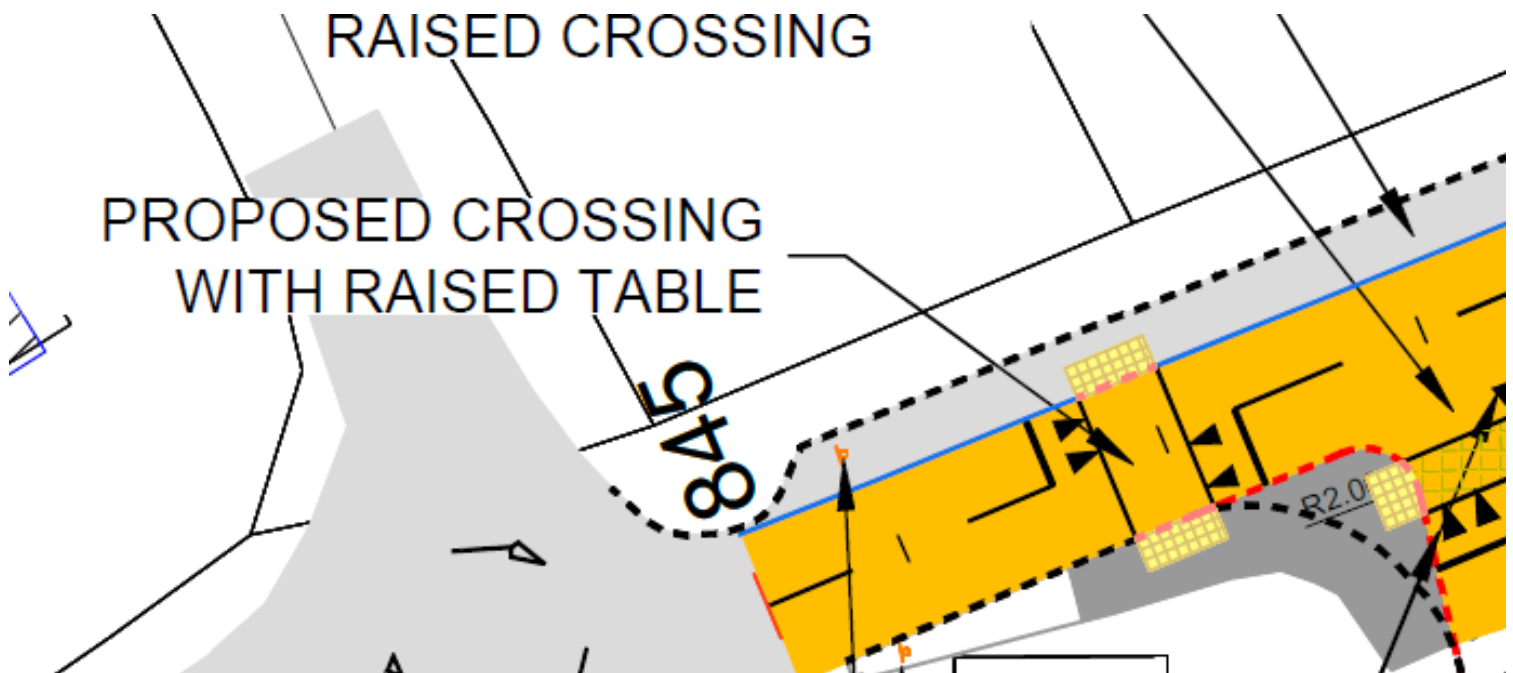 RAISED CROSSING
PROPOSED CROSSING
WITH RAISED TABLE
845
R2.0